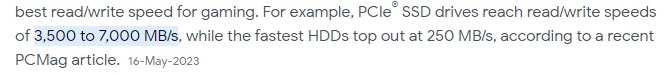 best read/write speed for gaming. For example, PCIe® SSD drives reach read/write speeds
of 3,500 to 7,000 MB/s, while the fastest HDDs top out at 250 MB/s, according to a recent
PCMag article. 16-May-2023